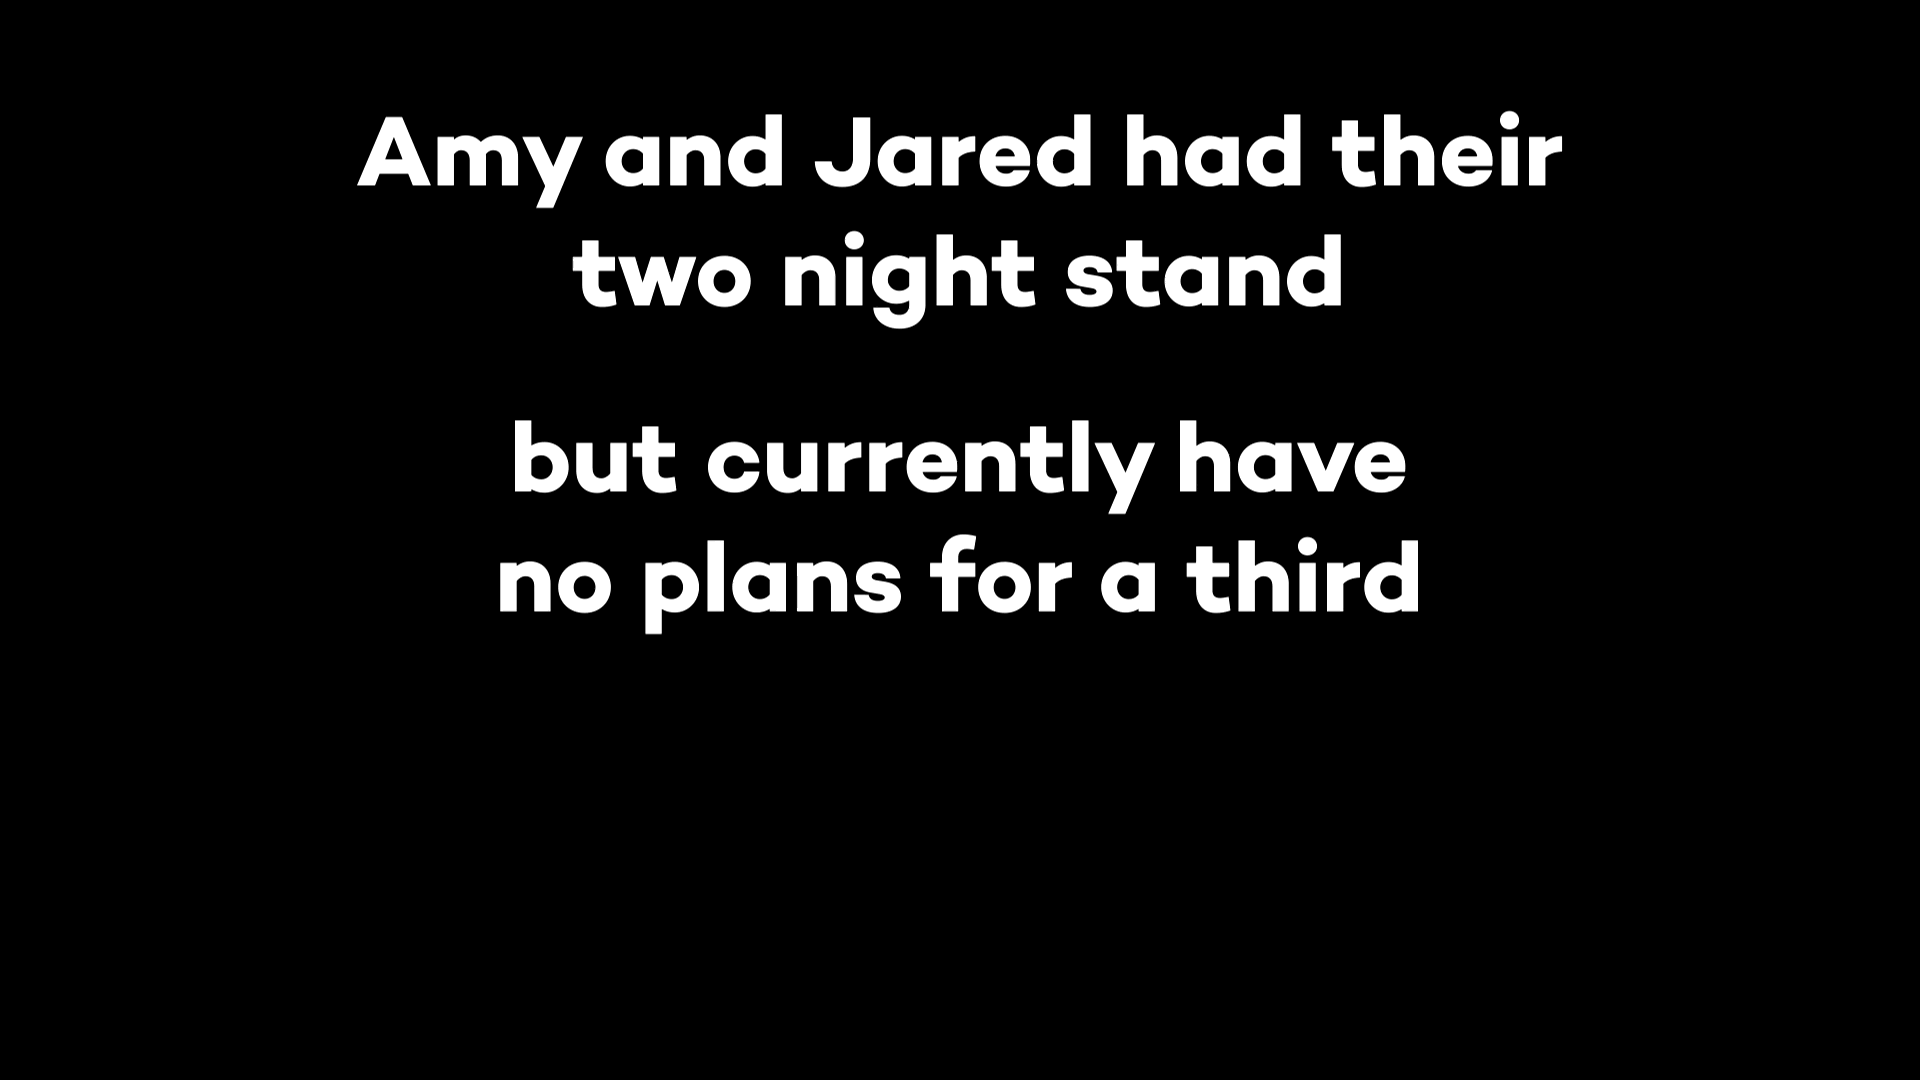 Amy and Jared had their
two night stand
but currently have
no plans for a third